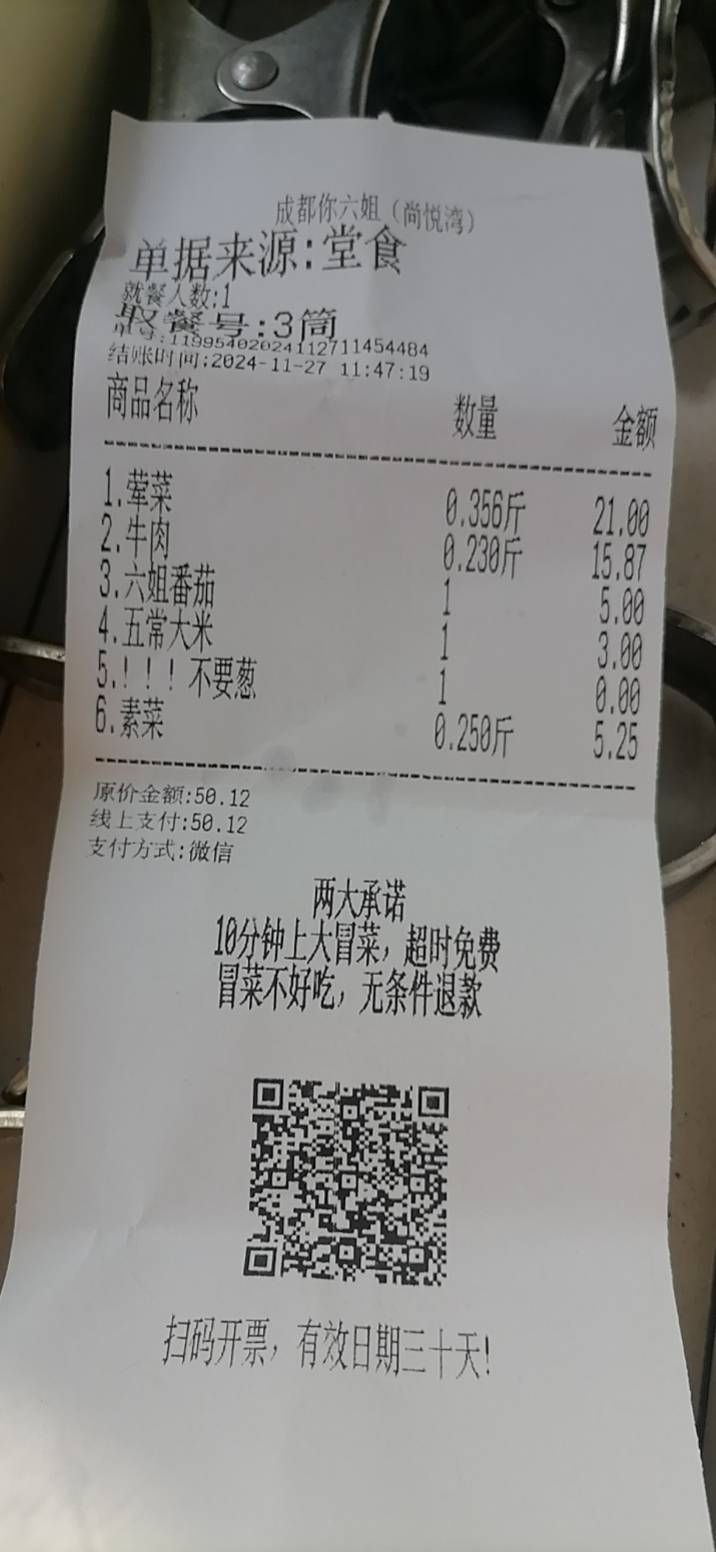 成都你六姐（尚悦湾）
单据来源:堂食
就餐人数:1
取餐号:3筒
单号:11995402024112711454484
结账时间:2024-11-27 11:47:19
商品名称 数量 金额
1.荤菜 0.356斤 21.00
2.牛肉 0.230斤 15.87
3.六姐番茄 1 5.00
4.五常大米 1 3.00
5.!!!不要葱 1 0.00
6.素菜 0.250斤 5.25
原价金额:50.12
线上支付:50.12
支付方式:微信
两大承诺
10分钟上大冒菜，超时免费
冒菜不好吃，无条件退款
扫码开票，有效日期三十天!